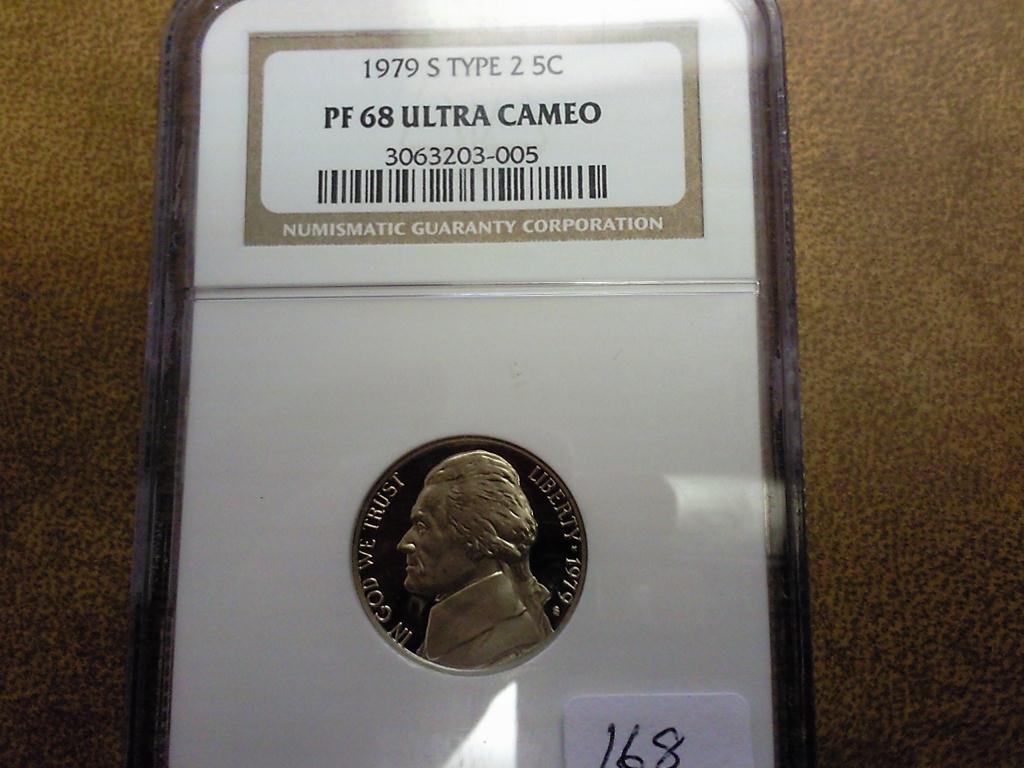 1979 S TYPE 2 5C
PF 68 ULTRA CAMEO
3063203-005
NUMISMATIC GUARANTY CORPORATION
IN GOD WE TRUST
LIBERTY * 1979
168